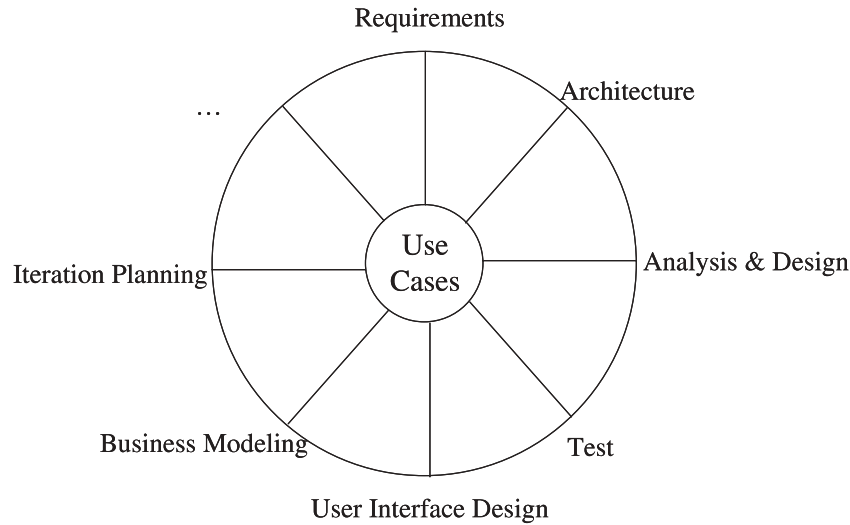 Requirements
Architecture
…
Use
Cases
Analysis & Design
Iteration Planning
Business Modeling
Test
User Interface Design